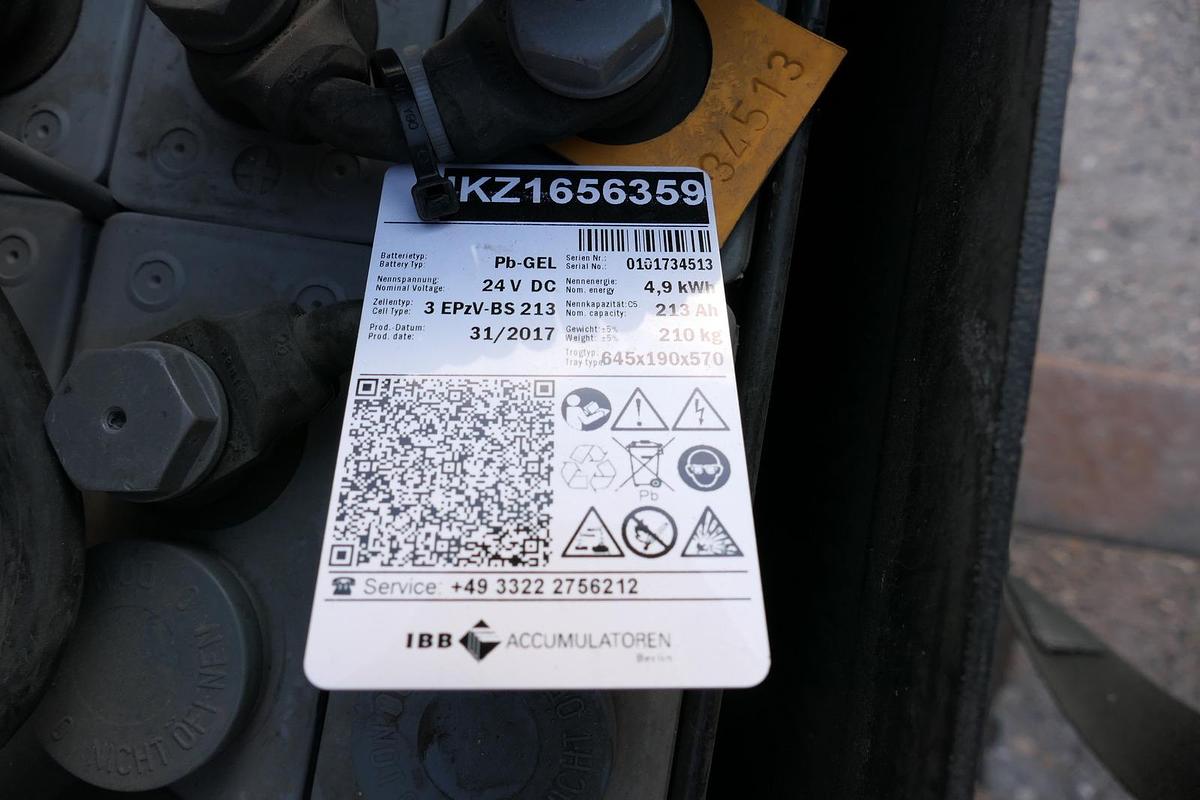 34513
IKZ1656359
Batterietyp:
Battery Typ: Pb-GEL
Serien Nr.:
Serial No.: 0101734513
Nennspannung:
Nominal Voltage: 24 V DC
Nennenergie:
Nom. energy 4,9 kWh
Zellentyp:
Cell Type: 3 EPzV-BS 213
Nennkapazität:C5
Nom. capacity: 213 Ah
Prod.-Datum:
Prod. date: 31/2017
Gewicht: ±5%
Weight: ±5% 210 kg
Trogtyp:
Tray type: 645x190x570
Pb
Service: +49 3322 2756212
IBB ACCUMULATOREN
Berlin
NICHT ÖFFNEN